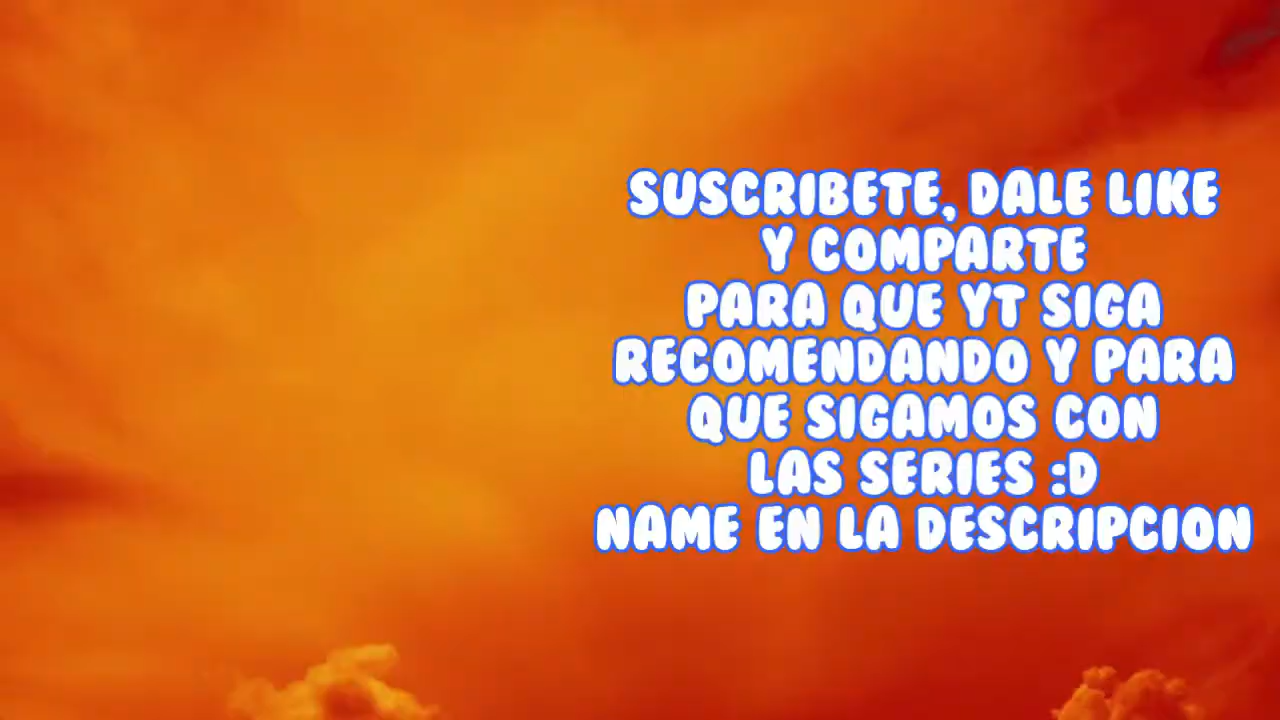 SUSCRIBETE, DALE LIKE
Y COMPARTE
PARA QUE YT SIGA
RECOMENDANDO Y PARA
QUE SIGAMOS CON
LAS SERIES :D
NAME EN LA DESCRIPCION